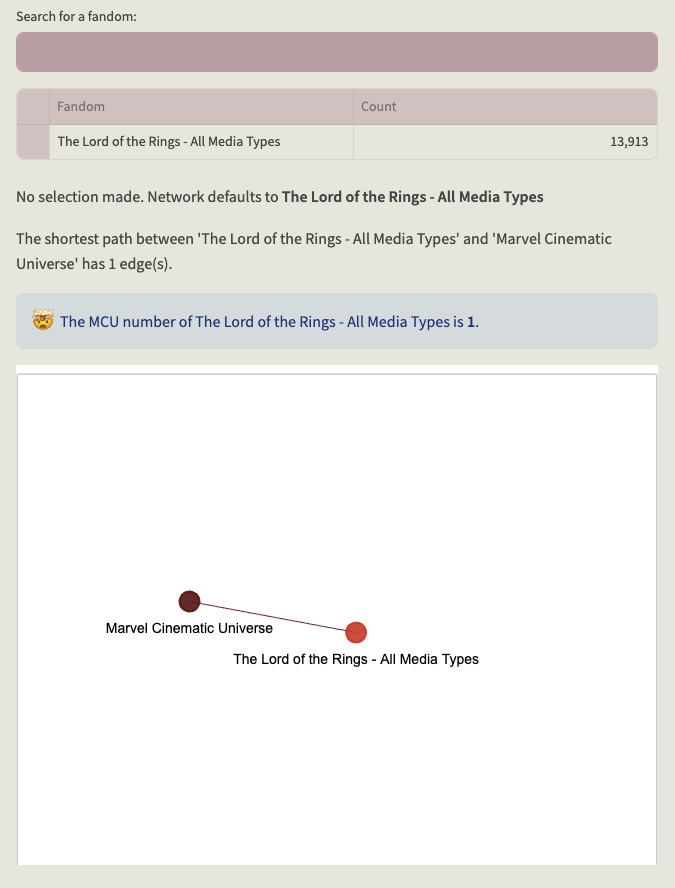 Search for a fandom:
Fandom Count
The Lord of the Rings - All Media Types 13,913
No selection made. Network defaults to The Lord of the Rings - All Media Types
The shortest path between 'The Lord of the Rings - All Media Types' and 'Marvel Cinematic
Universe' has 1 edge(s).
🤯 The MCU number of The Lord of the Rings - All Media Types is 1.
Marvel Cinematic Universe
The Lord of the Rings - All Media Types